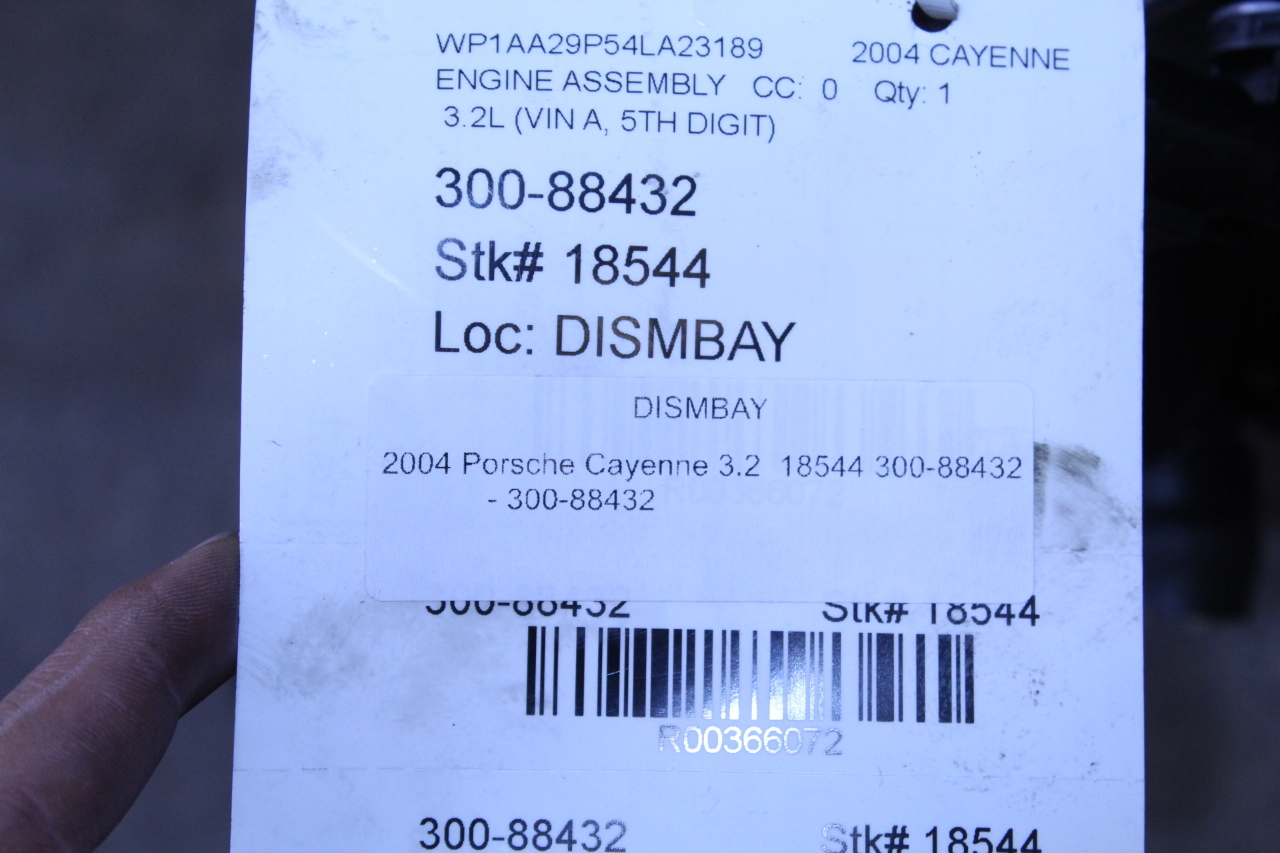 WP1AA29P54LA23189 2004 CAYENNE
ENGINE ASSEMBLY CC: 0 Qty: 1
3.2L (VIN A, 5TH DIGIT)
300-88432
Stk# 18544
Loc: DISMBAY
DISMBAY
2004 Porsche Cayenne 3.2 18544 300-88432
- 300-88432
R00366072
300-88432 Stk# 18544
R00366072
300-88432 Stk# 18544